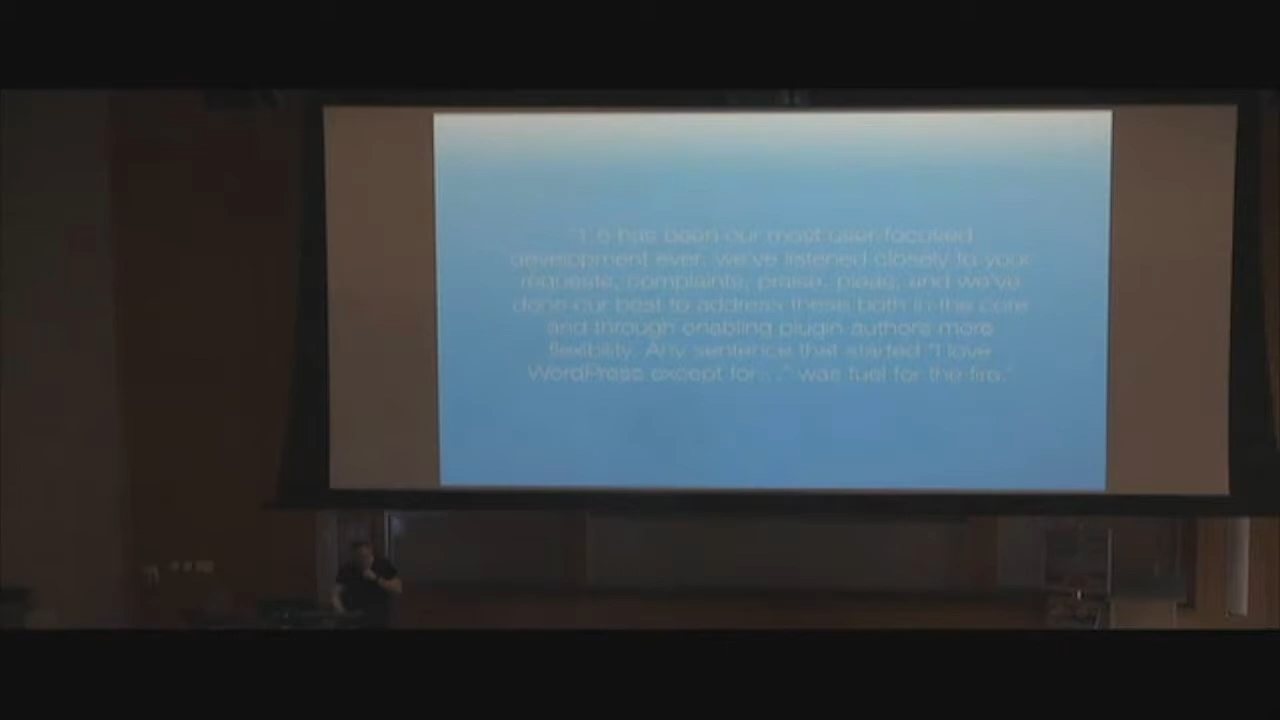 "1.5 has been our most user-focused
development ever: we've listened closely to your
requests, complaints, praise, pleas, and we've
done our best to address these both in the core
and through enabling plugin authors more
flexibility. Any sentence that started "I love
WordPress except for…" was fuel for the fire."